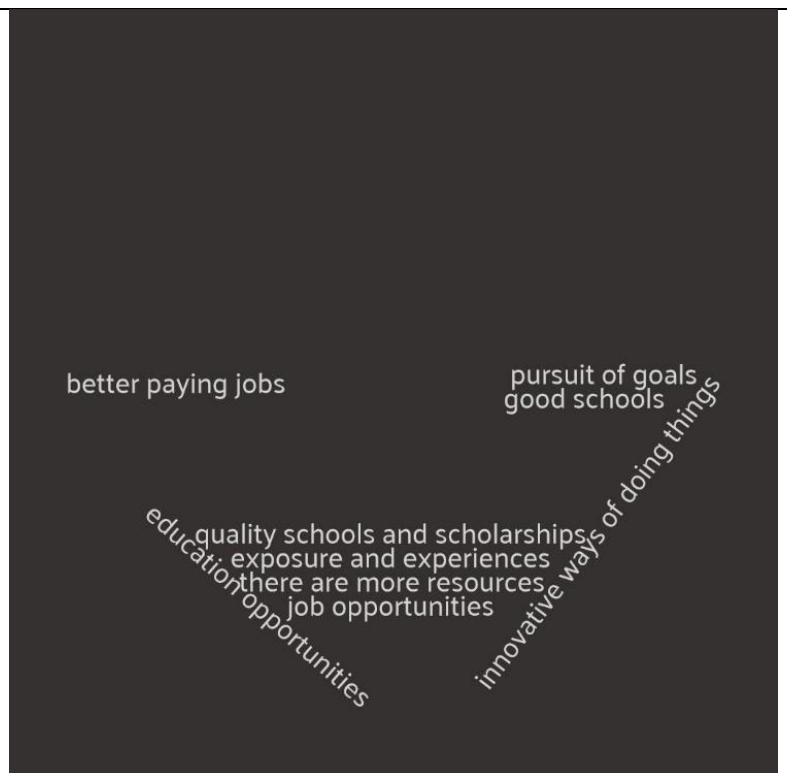 better paying jobs
pursuit of goals
good schools
innovative ways of doing things
education opportunities
quality schools and scholarships
exposure and experiences
there are more resources
job opportunities